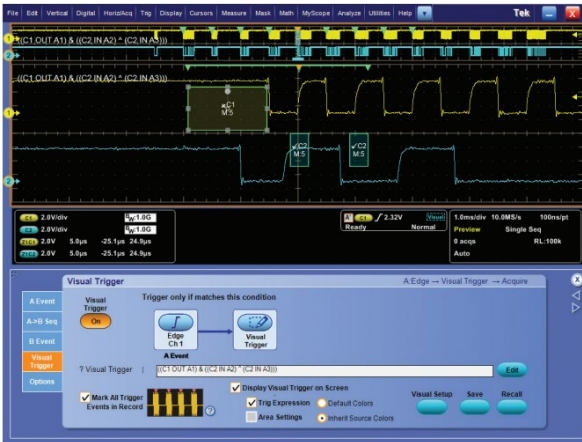 File Edit Vertical Digital Horiz/Acq Trig Display Cursors Measure Mask Math MyScope Analyze Utilities Help Tek X
((C1 OUT A1) & ((C2 IN A2) ^ (C2 IN A3)))
((C1 OUT A1) & ((C2 IN A2) ^ (C2 IN A3)))
C1
M:5
C2
M:5
C2
M:5
C1 2.0V/div BW:1.0G
C2 2.0V/div BW:1.0G
Z1C1 2.0V 5.0µs -25.1µs 24.9µs
Z1C2 2.0V 5.0µs -25.1µs 24.9µs
A' C1 / 2.32V Visual
Ready Normal
1.0ms/div 10.0MS/s 100ns/pt
Preview Single Seq
0 acqs RL:100k
Auto
Visual Trigger A:Edge → Visual Trigger → Acquire
A Event
A->B Seq
B Event
Visual Trigger
Options
Visual Trigger
On
Trigger only if matches this condition
Edge
Ch 1
A Event
Visual
Trigger
? Visual Trigger ((C1 OUT A1) & ((C2 IN A2) ^ (C2 IN A3))) Edit
Mark All Trigger
Events in Record
Display Visual Trigger on Screen
Trig Expression Default Colors
Area Settings Inherit Source Colors
Visual Setup Save Recall